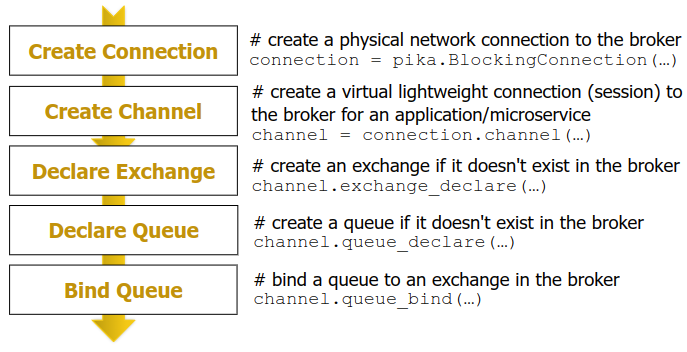 Create Connection
# create a physical network connection to the broker
connection = pika.BlockingConnection(…)
Create Channel
# create a virtual lightweight connection (session) to
the broker for an application/microservice
channel = connection.channel(…)
Declare Exchange
# create an exchange if it doesn't exist in the broker
channel.exchange_declare(…)
Declare Queue
# create a queue if it doesn't exist in the broker
channel.queue_declare(…)
Bind Queue
# bind a queue to an exchange in the broker
channel.queue_bind(…)